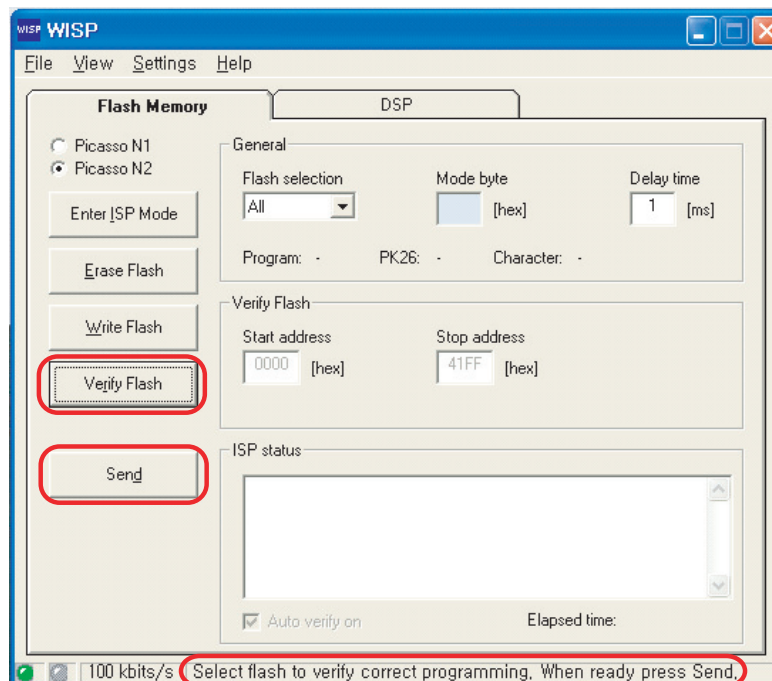 WISP WISP
File View Settings Help
Flash Memory DSP
Picasso N1
Picasso N2
Enter ISP Mode
Erase Flash
Write Flash
Verify Flash
Send
General
Flash selection Mode byte Delay time
All [hex] 1 [ms]
Program: - PK26: - Character: -
Verify Flash
Start address Stop address
0000 [hex] 41FF [hex]
ISP status
Auto verify on Elapsed time:
100 kbits/s Select flash to verify correct programming, When ready press Send,